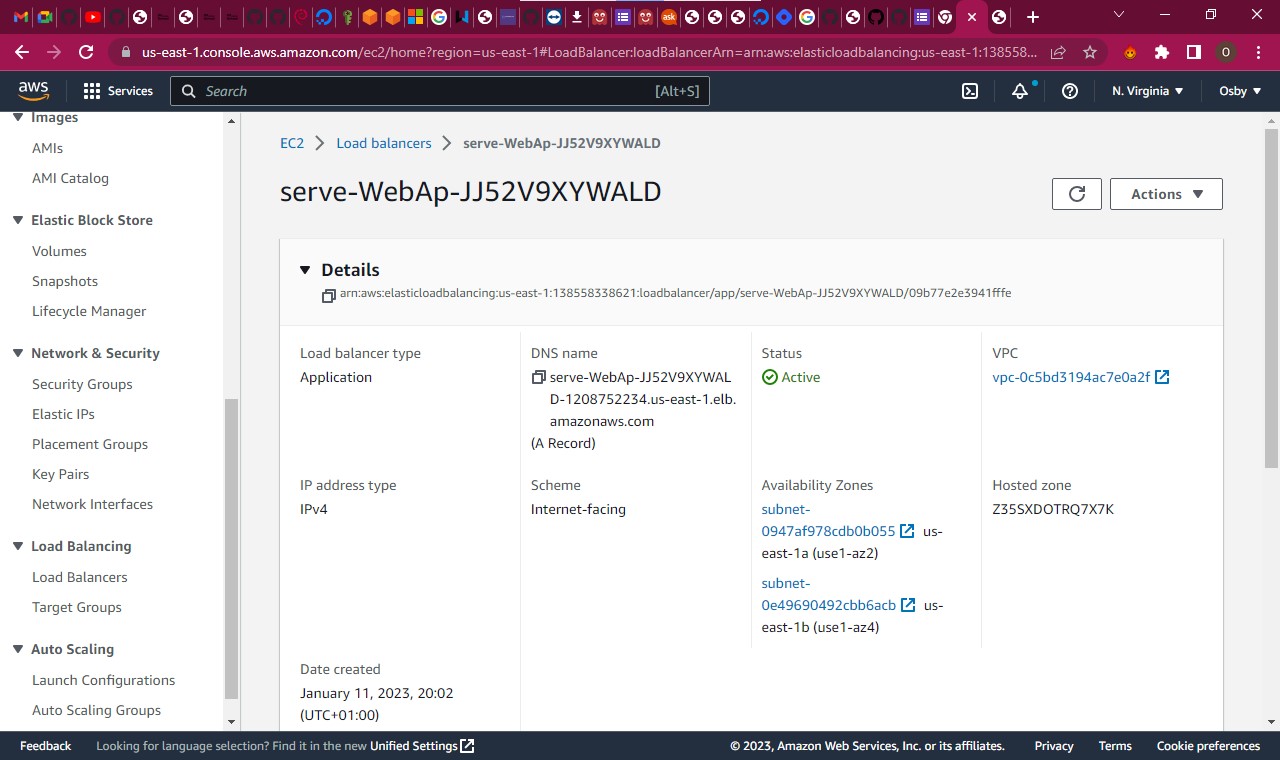 us-east-1.console.aws.amazon.com/ec2/home?region=us-east-1#LoadBalancer:loadBalancerArn=arn:aws:elasticloadbalancing:us-east-1:138558...
O
aws
Services
Search
[Alt+S]
N. Virginia
Osby
Images
AMIs
AMI Catalog
Elastic Block Store
Volumes
Snapshots
Lifecycle Manager
Network & Security
Security Groups
Elastic IPs
Placement Groups
Key Pairs
Network Interfaces
Load Balancing
Load Balancers
Target Groups
Auto Scaling
Launch Configurations
Auto Scaling Groups
EC2
Load balancers
serve-WebAp-JJ52V9XYWALD
serve-WebAp-JJ52V9XYWALD
Actions
Details
arn:aws:elasticloadbalancing:us-east-1:138558338621:loadbalancer/app/serve-WebAp-JJ52V9XYWALD/09b77e2e3941fffe
Load balancer type
Application
DNS name
serve-WebAp-JJ52V9XYWAL
D-1208752234.us-east-1.elb.
amazonaws.com
(A Record)
Status
Active
VPC
vpc-0c5bd3194ac7e0a2f
IP address type
IPv4
Scheme
Internet-facing
Availability Zones
subnet-
0947af978cdb0b055 us-
east-1a (use1-az2)
subnet-
0e49690492cbb6acb us-
east-1b (use1-az4)
Hosted zone
Z35SXDOTRQ7X7K
Date created
January 11, 2023, 20:02
(UTC+01:00)
Feedback
Looking for language selection? Find it in the new Unified Settings
© 2023, Amazon Web Services, Inc. or its affiliates.
Privacy
Terms
Cookie preferences